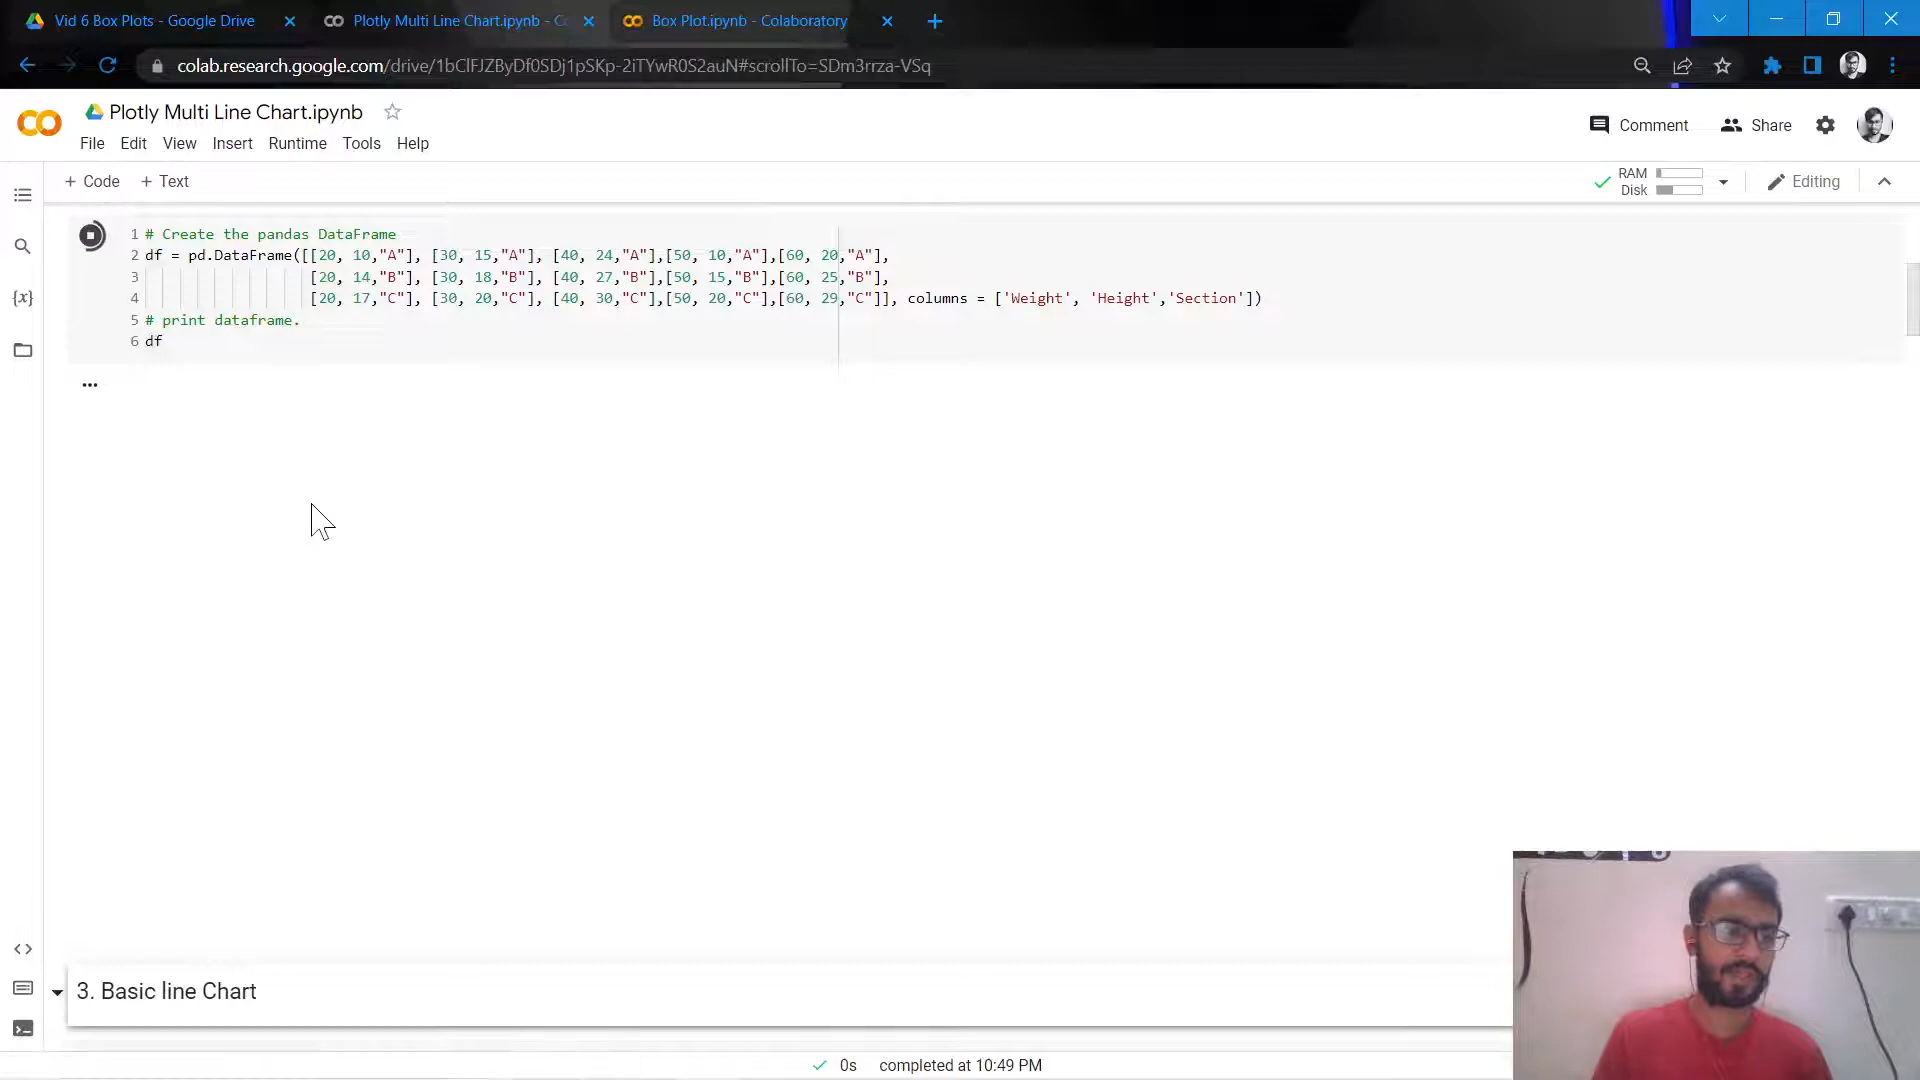 Vid 6 Box Plots - Google Drive
Plotly Multi Line Chart.ipynb - Co
Box Plot.ipynb - Colaboratory
colab.research.google.com/drive/1bClFJZByDf0SDj1pSKp-2iTYwR0S2auN#scrollTo=SDm3rrza-VSq
Plotly Multi Line Chart.ipynb
File Edit View Insert Runtime Tools Help
Comment
Share
+ Code + Text
RAM
Disk
Editing
1 # Create the pandas DataFrame
2 df = pd.DataFrame([[20, 10,"A"], [30, 15,"A"], [40, 24,"A"],[50, 10,"A"],[60, 20,"A"],
3 [20, 14,"B"], [30, 18,"B"], [40, 27,"B"],[50, 15,"B"],[60, 25,"B"],
4 [20, 17,"C"], [30, 20,"C"], [40, 30,"C"],[50, 20,"C"],[60, 29,"C"]], columns = ['Weight', 'Height','Section'])
5 # print dataframe.
6 df
{x}
3. Basic line Chart
0s completed at 10:49 PM